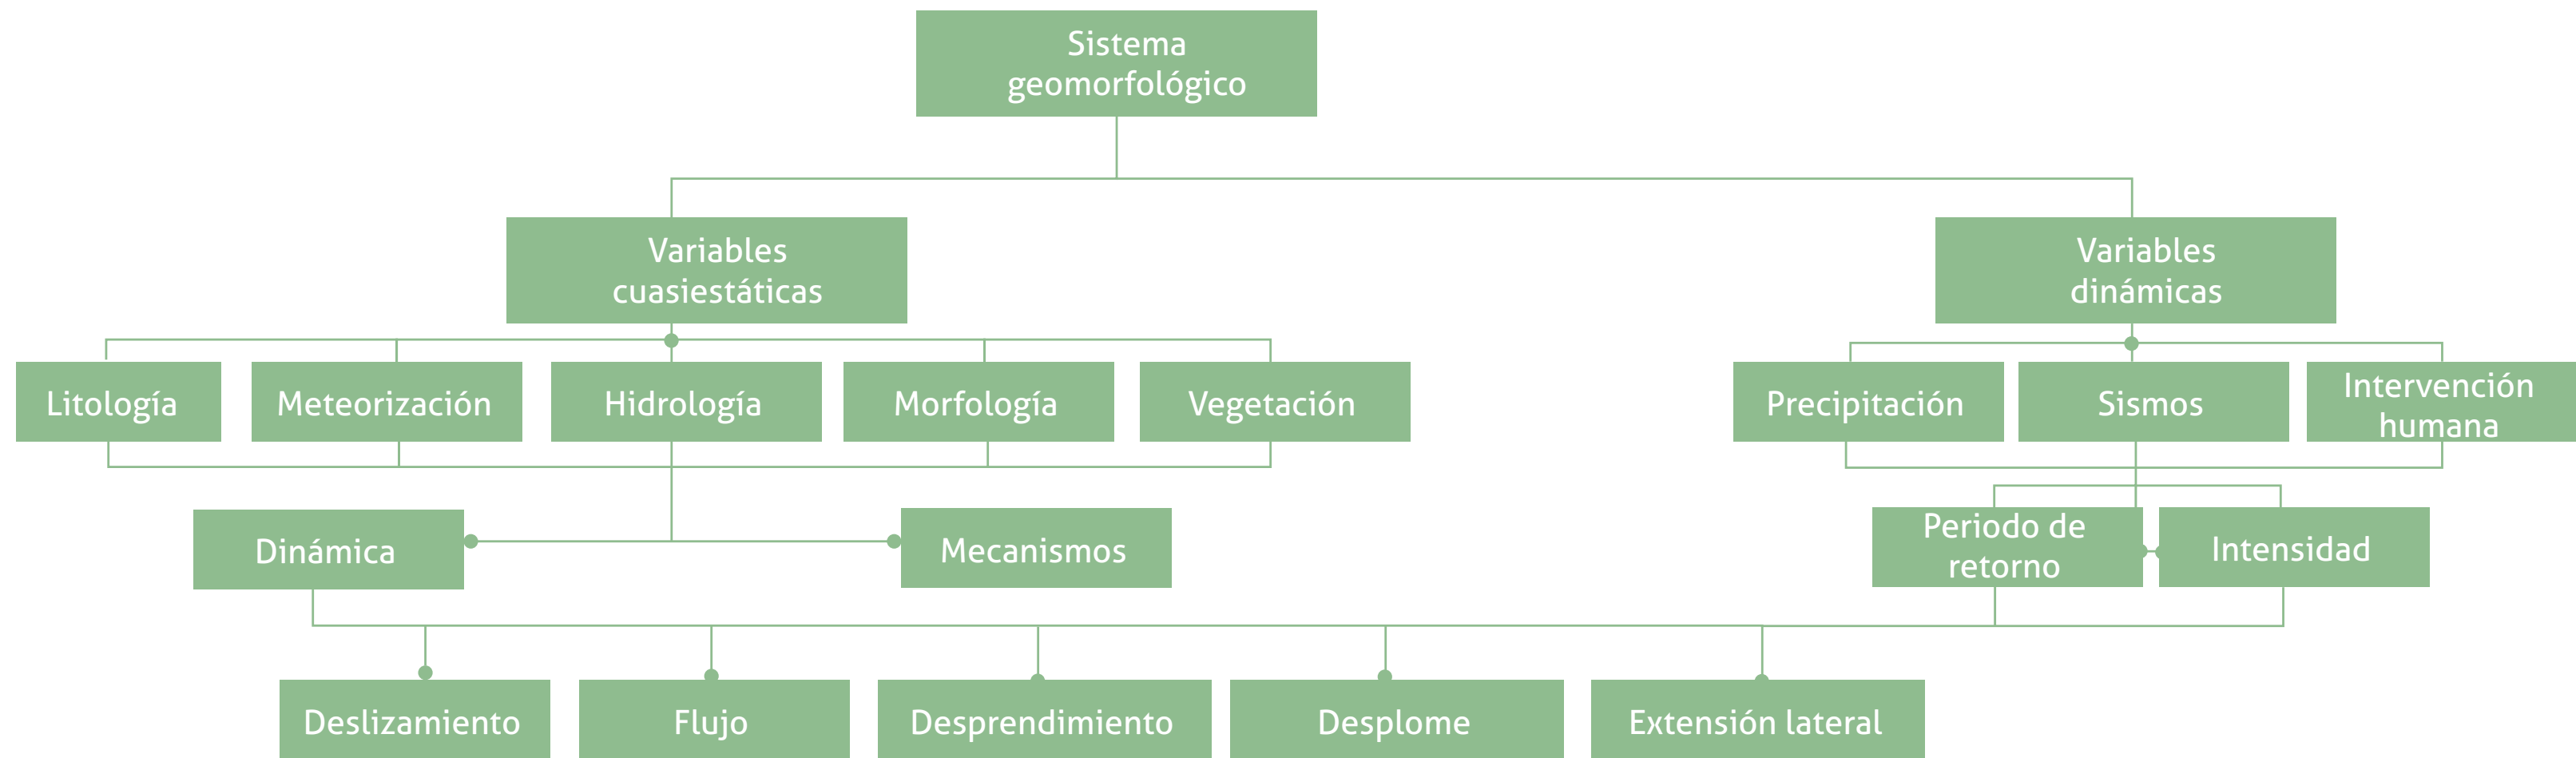 Sistema
geomorfológico
Variables
cuasiestáticas
Variables
dinámicas
Litología
Meteorización
Hidrología
Morfología
Vegetación
Precipitación
Sismos
Intervención
humana
Dinámica
Mecanismos
Periodo de
retorno
Intensidad
Deslizamiento
Flujo
Desprendimiento
Desplome
Extensión lateral